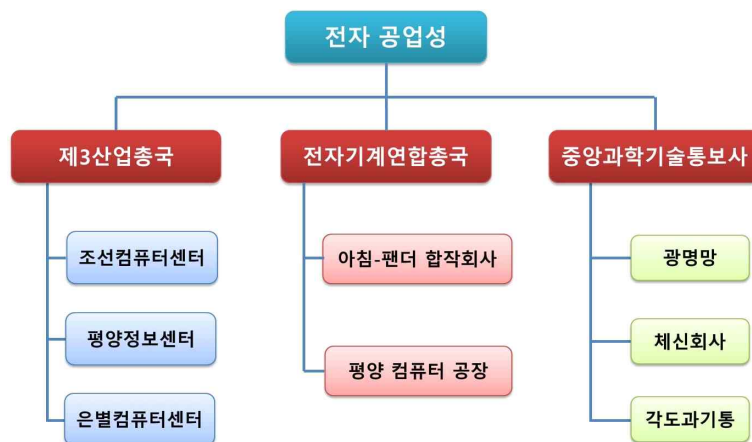 전자 공업성
제3산업총국
전자기계연합총국
중앙과학기술통보사
조선컴퓨터센터
아침-팬더 합작회사
광명망
평양정보센터
평양 컴퓨터 공장
체신회사
은별컴퓨터센터
각도과기통